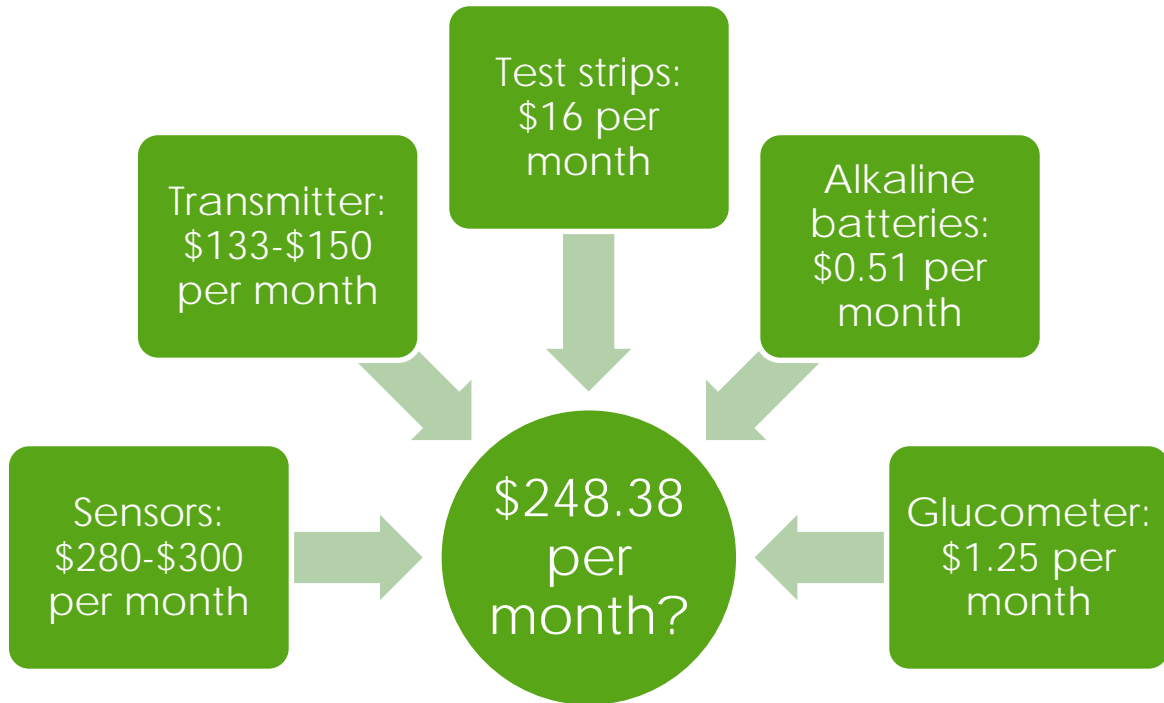 Test strips:
$16 per
month
Transmitter:
$133-$150
per month
Alkaline
batteries:
$0.51 per
month
Sensors:
$280-$300
per month
$248.38
per
month?
Glucometer:
$1.25 per
month